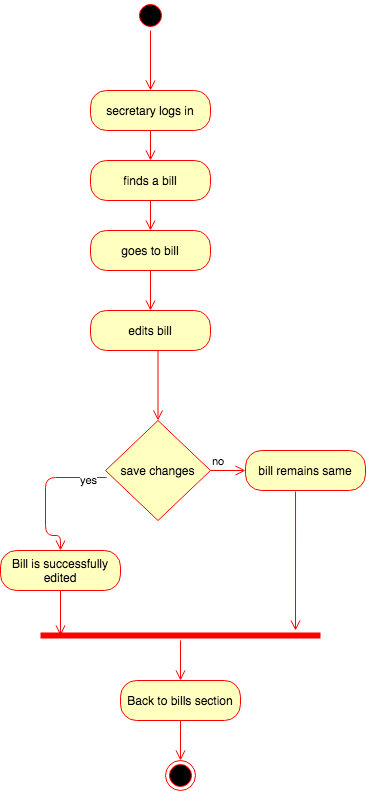 secretary logs in
finds a bill
goes to bill
edits bill
save changes
no
bill remains same
yes
Bill is successfully
edited
Back to bills section